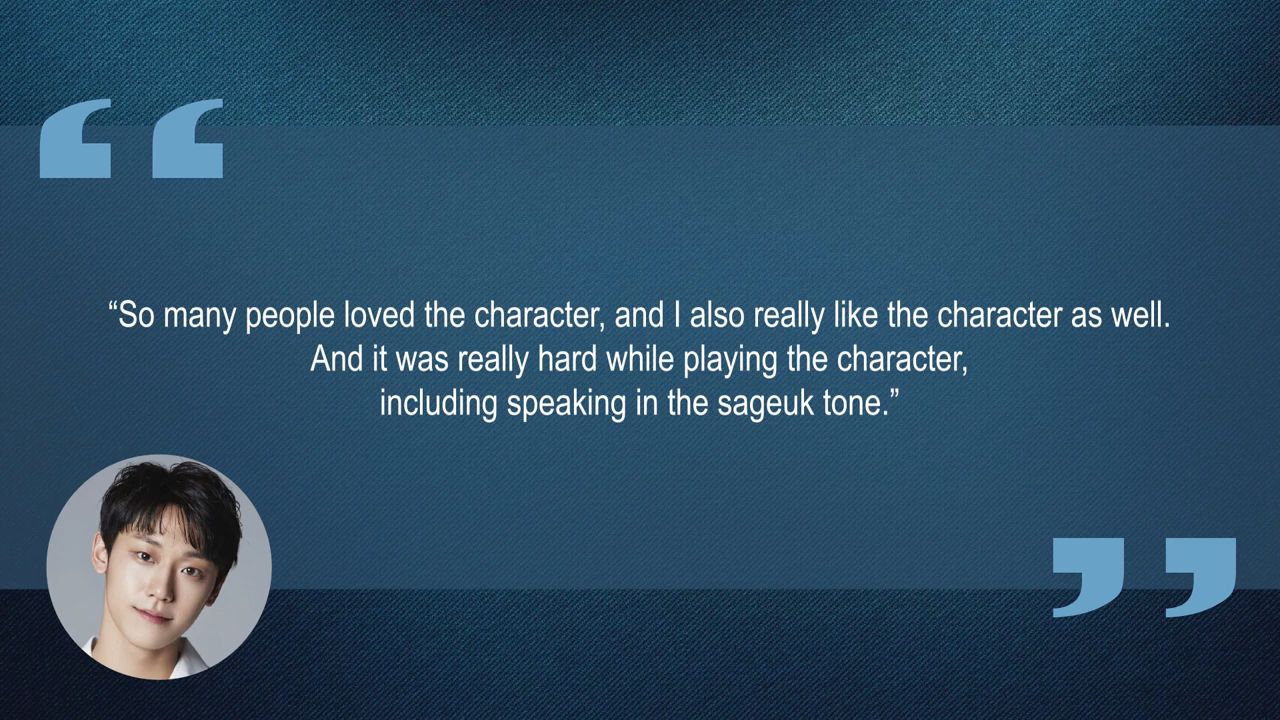 “So many people loved the character, and I also really like the character as well.
And it was really hard while playing the character,
including speaking in the sageuk tone.”